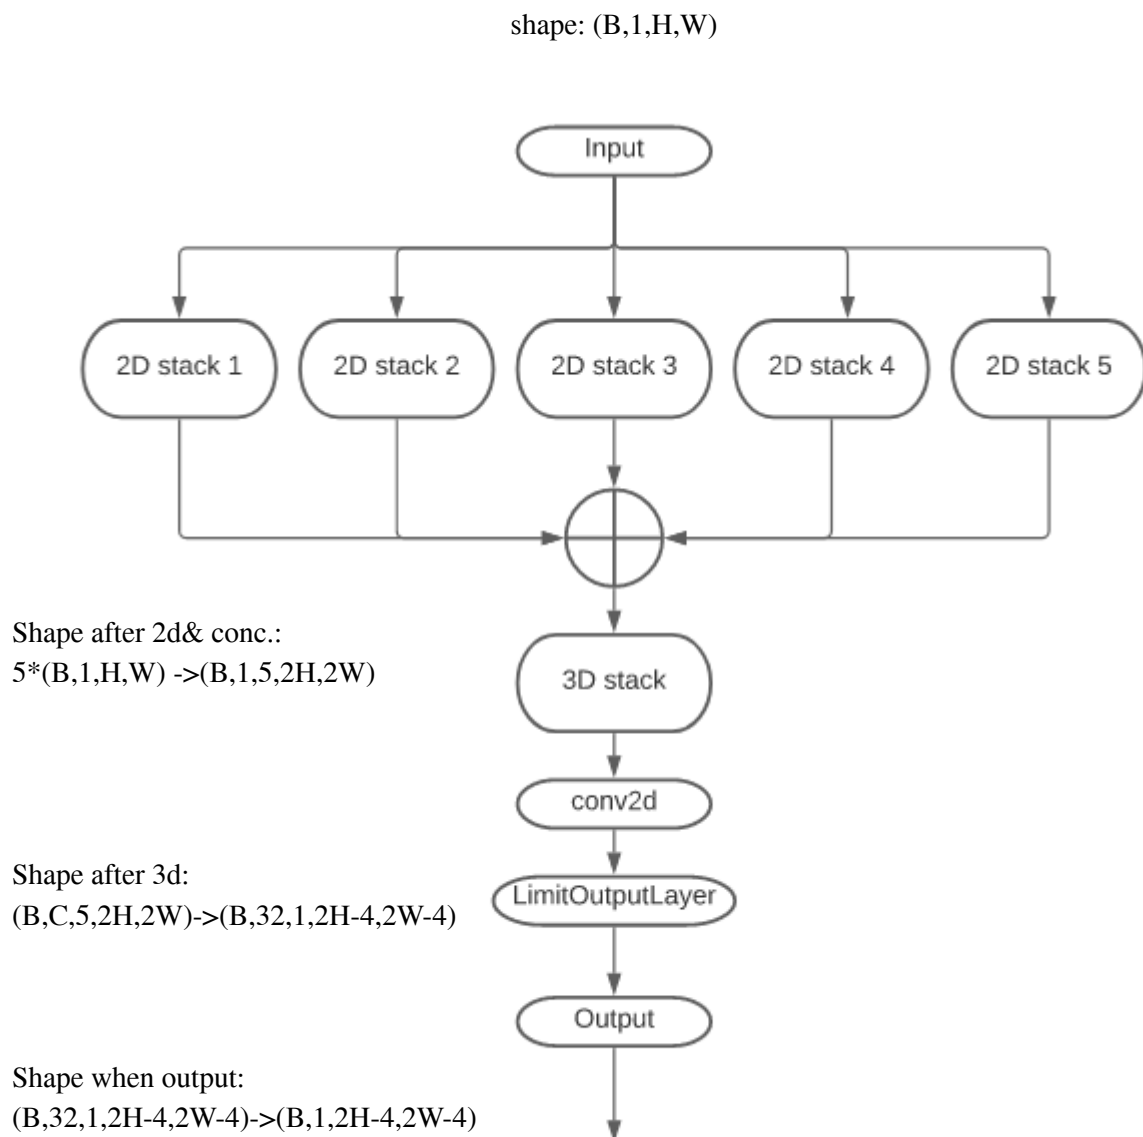 shape: (B,1,H,W)
Input
2D stack 1
2D stack 2
2D stack 3
2D stack 4
2D stack 5
Shape after 2d& conc.:
5*(B,1,H,W) ->(B,1,5,2H,2W)
3D stack
conv2d
Shape after 3d:
(B,C,5,2H,2W)->(B,32,1,2H-4,2W-4)
LimitOutputLayer
Output
Shape when output:
(B,32,1,2H-4,2W-4)->(B,1,2H-4,2W-4)